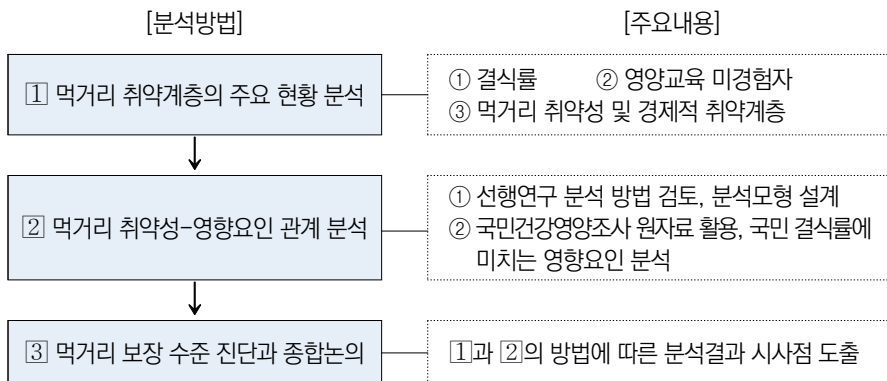 [분석방법] [주요내용]
1 먹거리 취약계층의 주요 현황 분석
① 결식률 ② 영양교육 미경험자
③ 먹거리 취약성 및 경제적 취약계층
2 먹거리 취약성-영향요인 관계 분석
① 선행연구 분석 방법 검토, 분석모형 설계
② 국민건강영양조사 원자료 활용, 국민 결식률에
미치는 영향요인 분석
3 먹거리 보장 수준 진단과 종합논의
1과 2의 방법에 따른 분석결과 시사점 도출